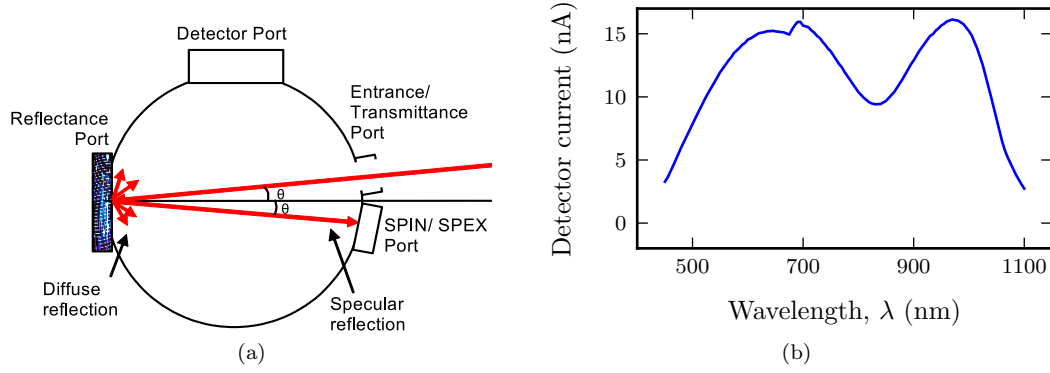 Detector Port
Entrance/
Transmittance
Port
Reflectance
Port
θ
θ
SPIN/ SPEX
Port
Diffuse
reflection
Specular
reflection
(a)
Detector current (nA)
15
10
5
0
500
700
900
1100
Wavelength, λ (nm)
(b)